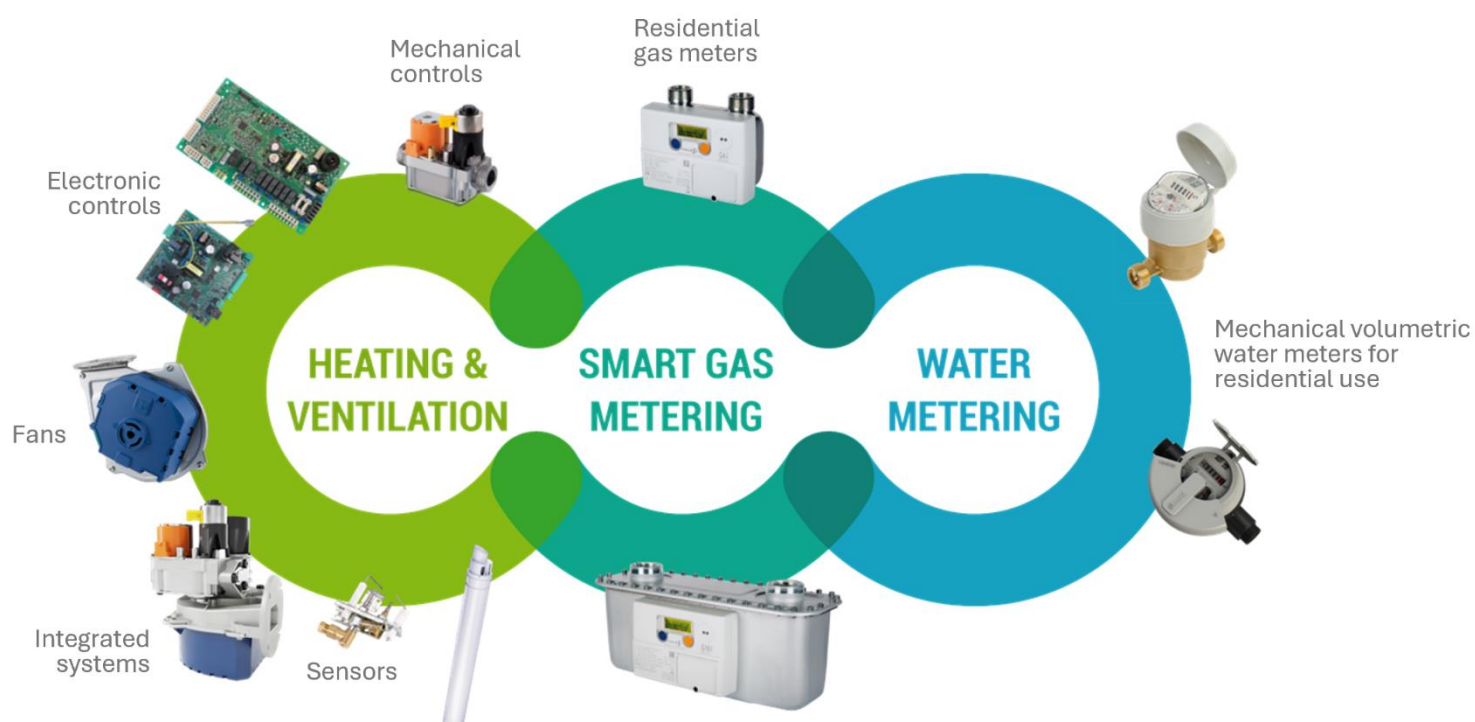 Residential
gas meters
Mechanical
controls
Electronic
controls
HEATING &
VENTILATION
SMART GAS
METERING
WATER
METERING
Mechanical volumetric
water meters for
residential use
Fans
Integrated
systems
Sensors